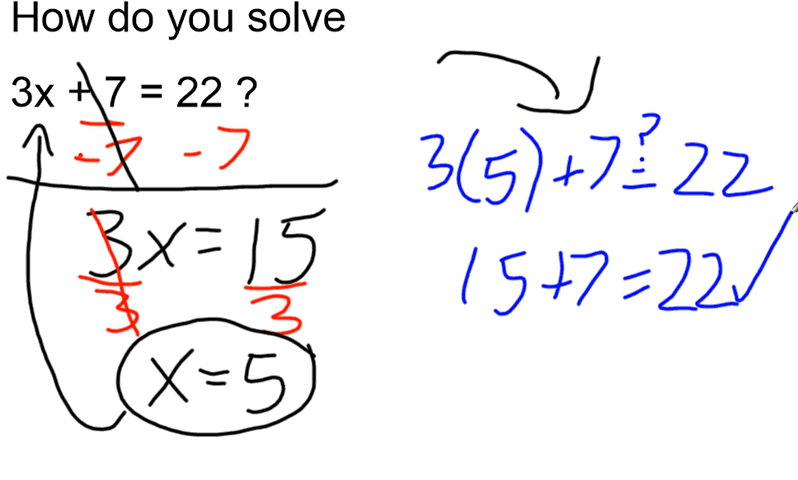 How do you solve
3x + 7 = 22 ?
- 7 - 7
3x = 15
3 3
x = 5
3(5) + 7 ?= 22
15 + 7 = 22 ✓